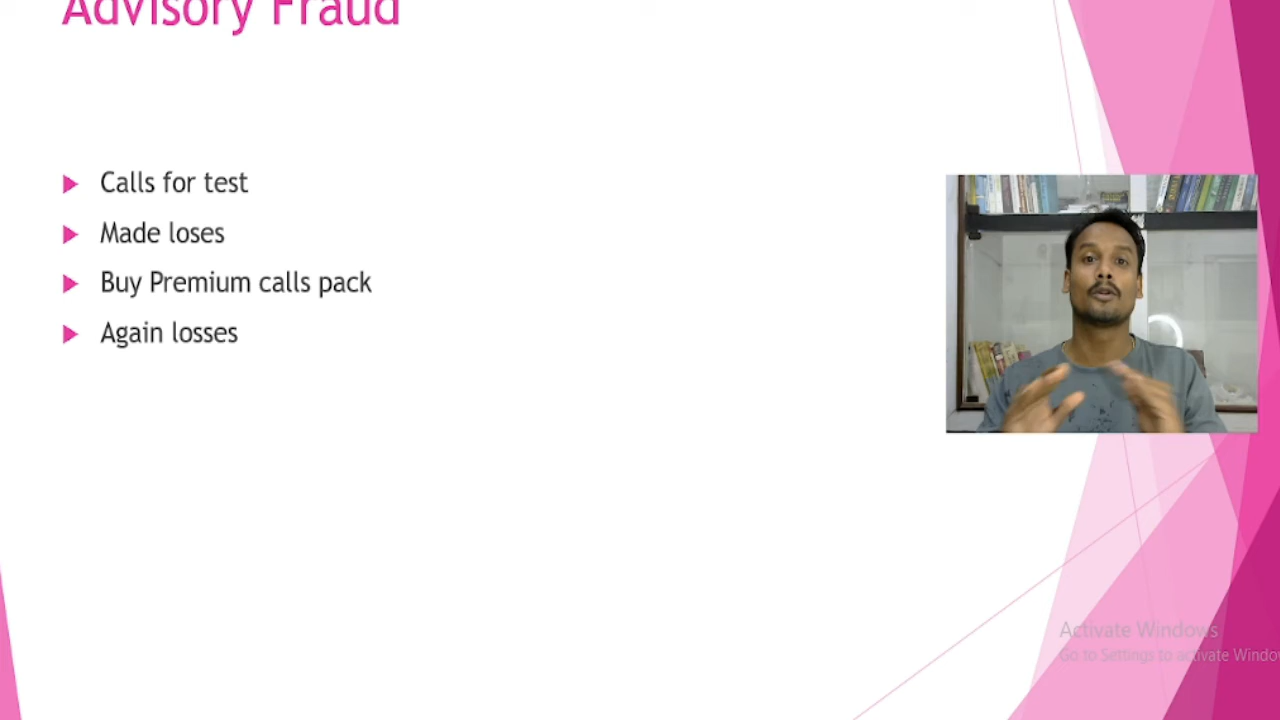 Advisory Fraud
Calls for test
Made loses
Buy Premium calls pack
Again losses
Activate Windows
Go to Settings to activate Windo